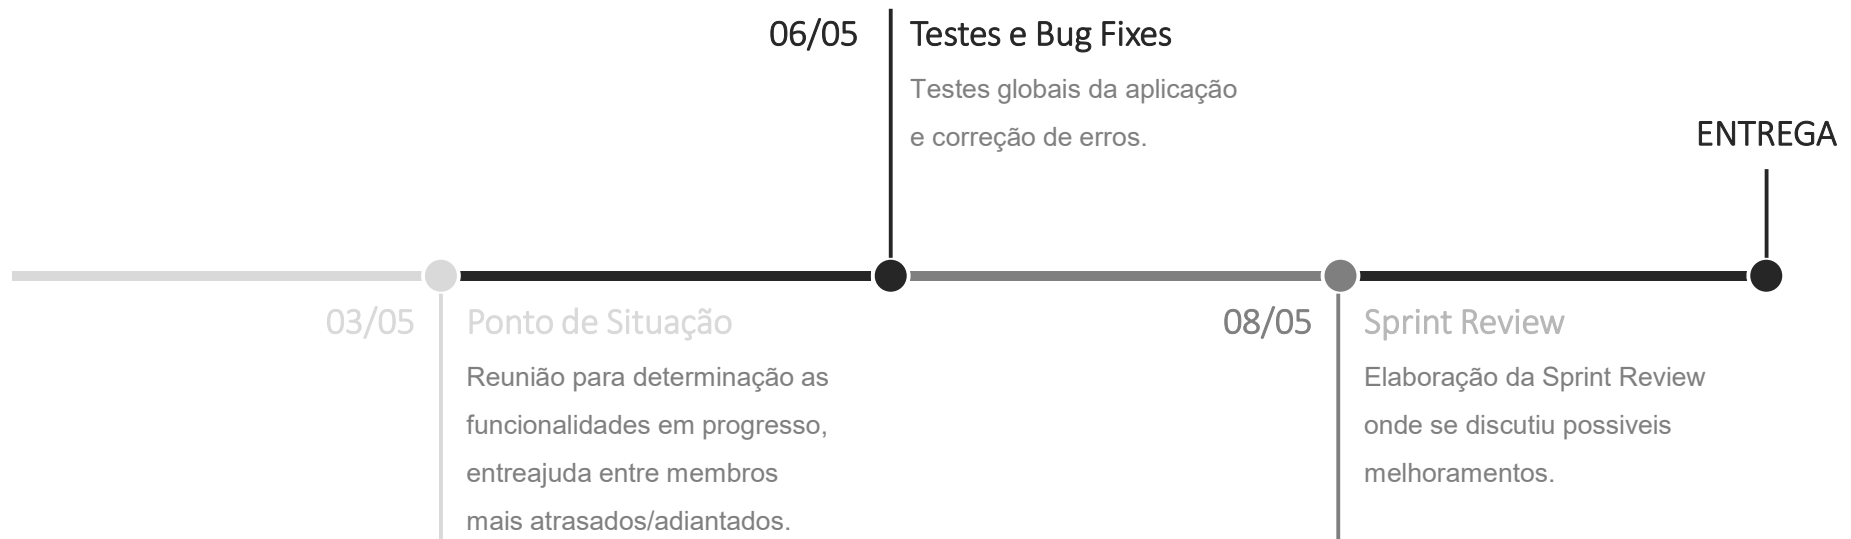 06/05
Testes e Bug Fixes
Testes globais da aplicação
e correção de erros.
ENTREGA
03/05
Ponto de Situação
Reunião para determinação as
funcionalidades em progresso,
entreajuda entre membros
mais atrasados/adiantados.
08/05
Sprint Review
Elaboração da Sprint Review
onde se discutiu possiveis
melhoramentos.